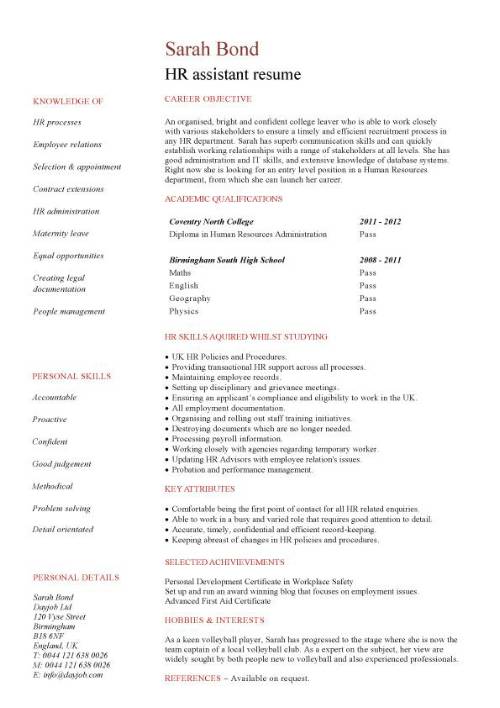 Sarah Bond
HR assistant resume
KNOWLEDGE OF
HR processes
Employee relations
Selection & appointment
Contract extensions
HR administration
Maternity leave
Equal opportunities
Creating legal
documentation
People management
PERSONAL SKILLS
Accountable
Proactive
Confident
Good judgement
Methodical
Problem solving
Detail orientated
PERSONAL DETAILS
Sarah Bond
Dayjob Ltd
120 Vyse Street
Birmingham
B18 6NF
England, UK
T: 0044 121 638 0026
M: 0044 121 638 0026
E: info@dayjob.com
CAREER OBJECTIVE
An organised, bright and confident college leaver who is able to work closely
with various stakeholders to ensure a timely and efficient recruitment process in
any HR department. Sarah has superb communication skills and can quickly
establish working relationships with a range of stakeholders at all levels. She has
good administration and IT skills, and extensive knowledge of database systems.
Right now she is looking for an entry level position in a Human Resources
department, from which she can launch her career.
ACADEMIC QUALIFICATIONS
Coventry North College 2011 - 2012
Diploma in Human Resources Administration Pass
Birmingham South High School 2008 - 2011
Maths Pass
English Pass
Geography Pass
Physics Pass
HR SKILLS AQUIRED WHILST STUDYING
• UK HR Policies and Procedures.
• Providing transactional HR support across all processes.
• Maintaining employee records.
• Setting up disciplinary and grievance meetings.
• Ensuring an applicant's compliance and eligibility to work in the UK.
• All employment documentation.
• Organising and rolling out staff training initiatives.
• Destroying documents which are no longer needed.
• Processing payroll information.
• Working closely with agencies regarding temporary worker.
• Updating HR Advisors with employee relation's issues.
• Probation and performance management.
KEY ATTRIBUTES
• Comfortable being the first point of contact for all HR related enquiries.
• Able to work in a busy and varied role that requires good attention to detail.
• Accurate, timely, confidential and efficient record-keeping.
• Keeping abreast of changes in HR policies and procedures.
SELECTED ACHIVIEVEMENTS
Personal Development Certificate in Workplace Safety
Set up and run an award winning blog that focuses on employment issues.
Advanced First Aid Certificate
HOBBIES & INTERESTS
As a keen volleyball player, Sarah has progressed to the stage where she is now the
team captain of a local volleyball club. As a expert on the subject, her view are
widely sought by both people new to volleyball and also experienced professionals.
REFERENCES – Available on request.